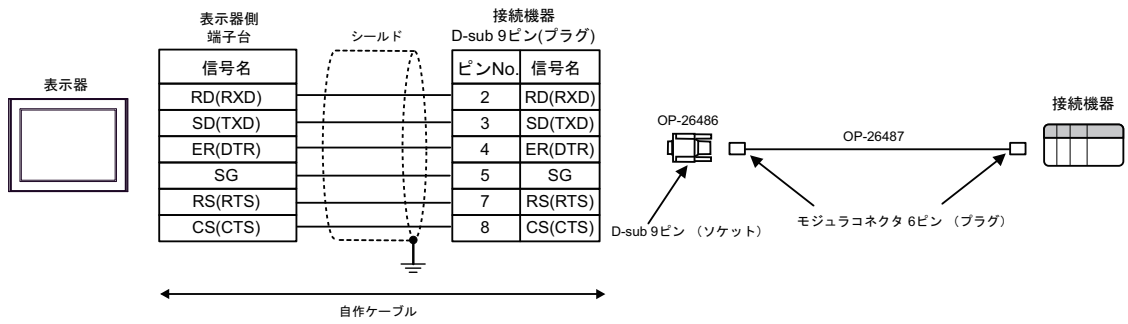 表示器
表示器側
端子台
シールド
接続機器
D-sub 9ピン(プラグ)
信号名
ピンNo. 信号名
RD(RXD) 2 RD(RXD)
SD(TXD) 3 SD(TXD)
ER(DTR) 4 ER(DTR)
SG 5 SG
RS(RTS) 7 RS(RTS)
CS(CTS) 8 CS(CTS)
自作ケーブル
OP-26486
OP-26487
接続機器
D-sub 9ピン (ソケット)
モジュラコネクタ 6ピン (プラグ)